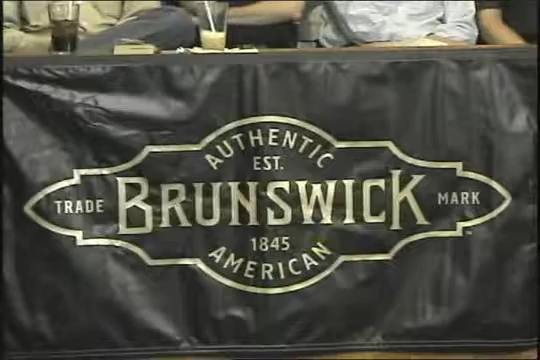 AUTHENTIC
EST.
TRADE BRUNSWICK MARK
1845
AMERICAN